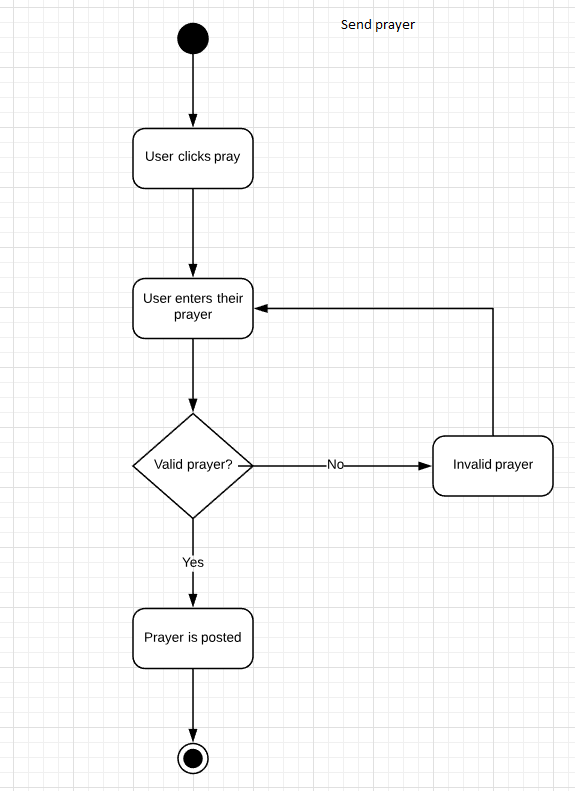 Send prayer
User clicks pray
User enters their
prayer
Valid prayer?
No
Invalid prayer
Yes
Prayer is posted